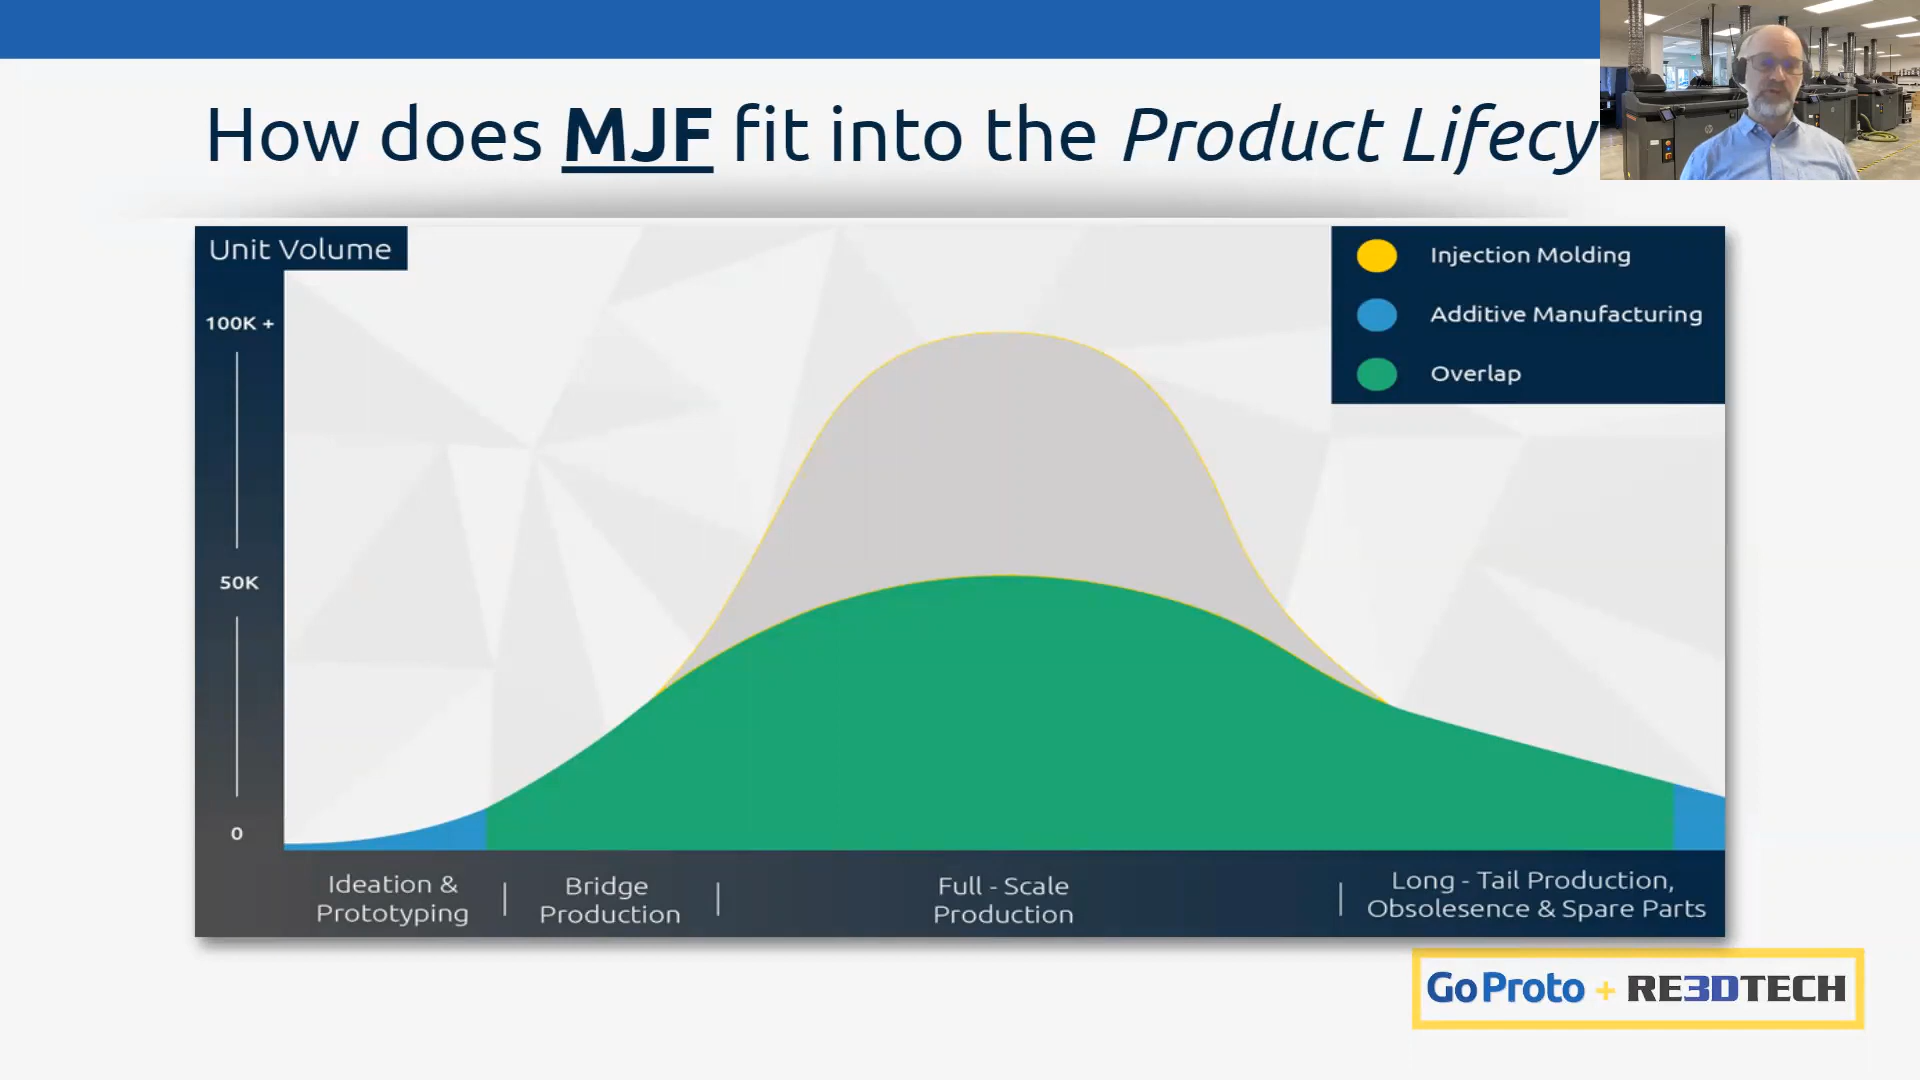 How does MJF fit into the Product Lifecy
Unit Volume
100K +
50K
0
Injection Molding
Additive Manufacturing
Overlap
Ideation &
Prototyping
Bridge
Production
Full - Scale
Production
Long - Tail Production,
Obsolesence & Spare Parts
GoProto + RE3DTECH